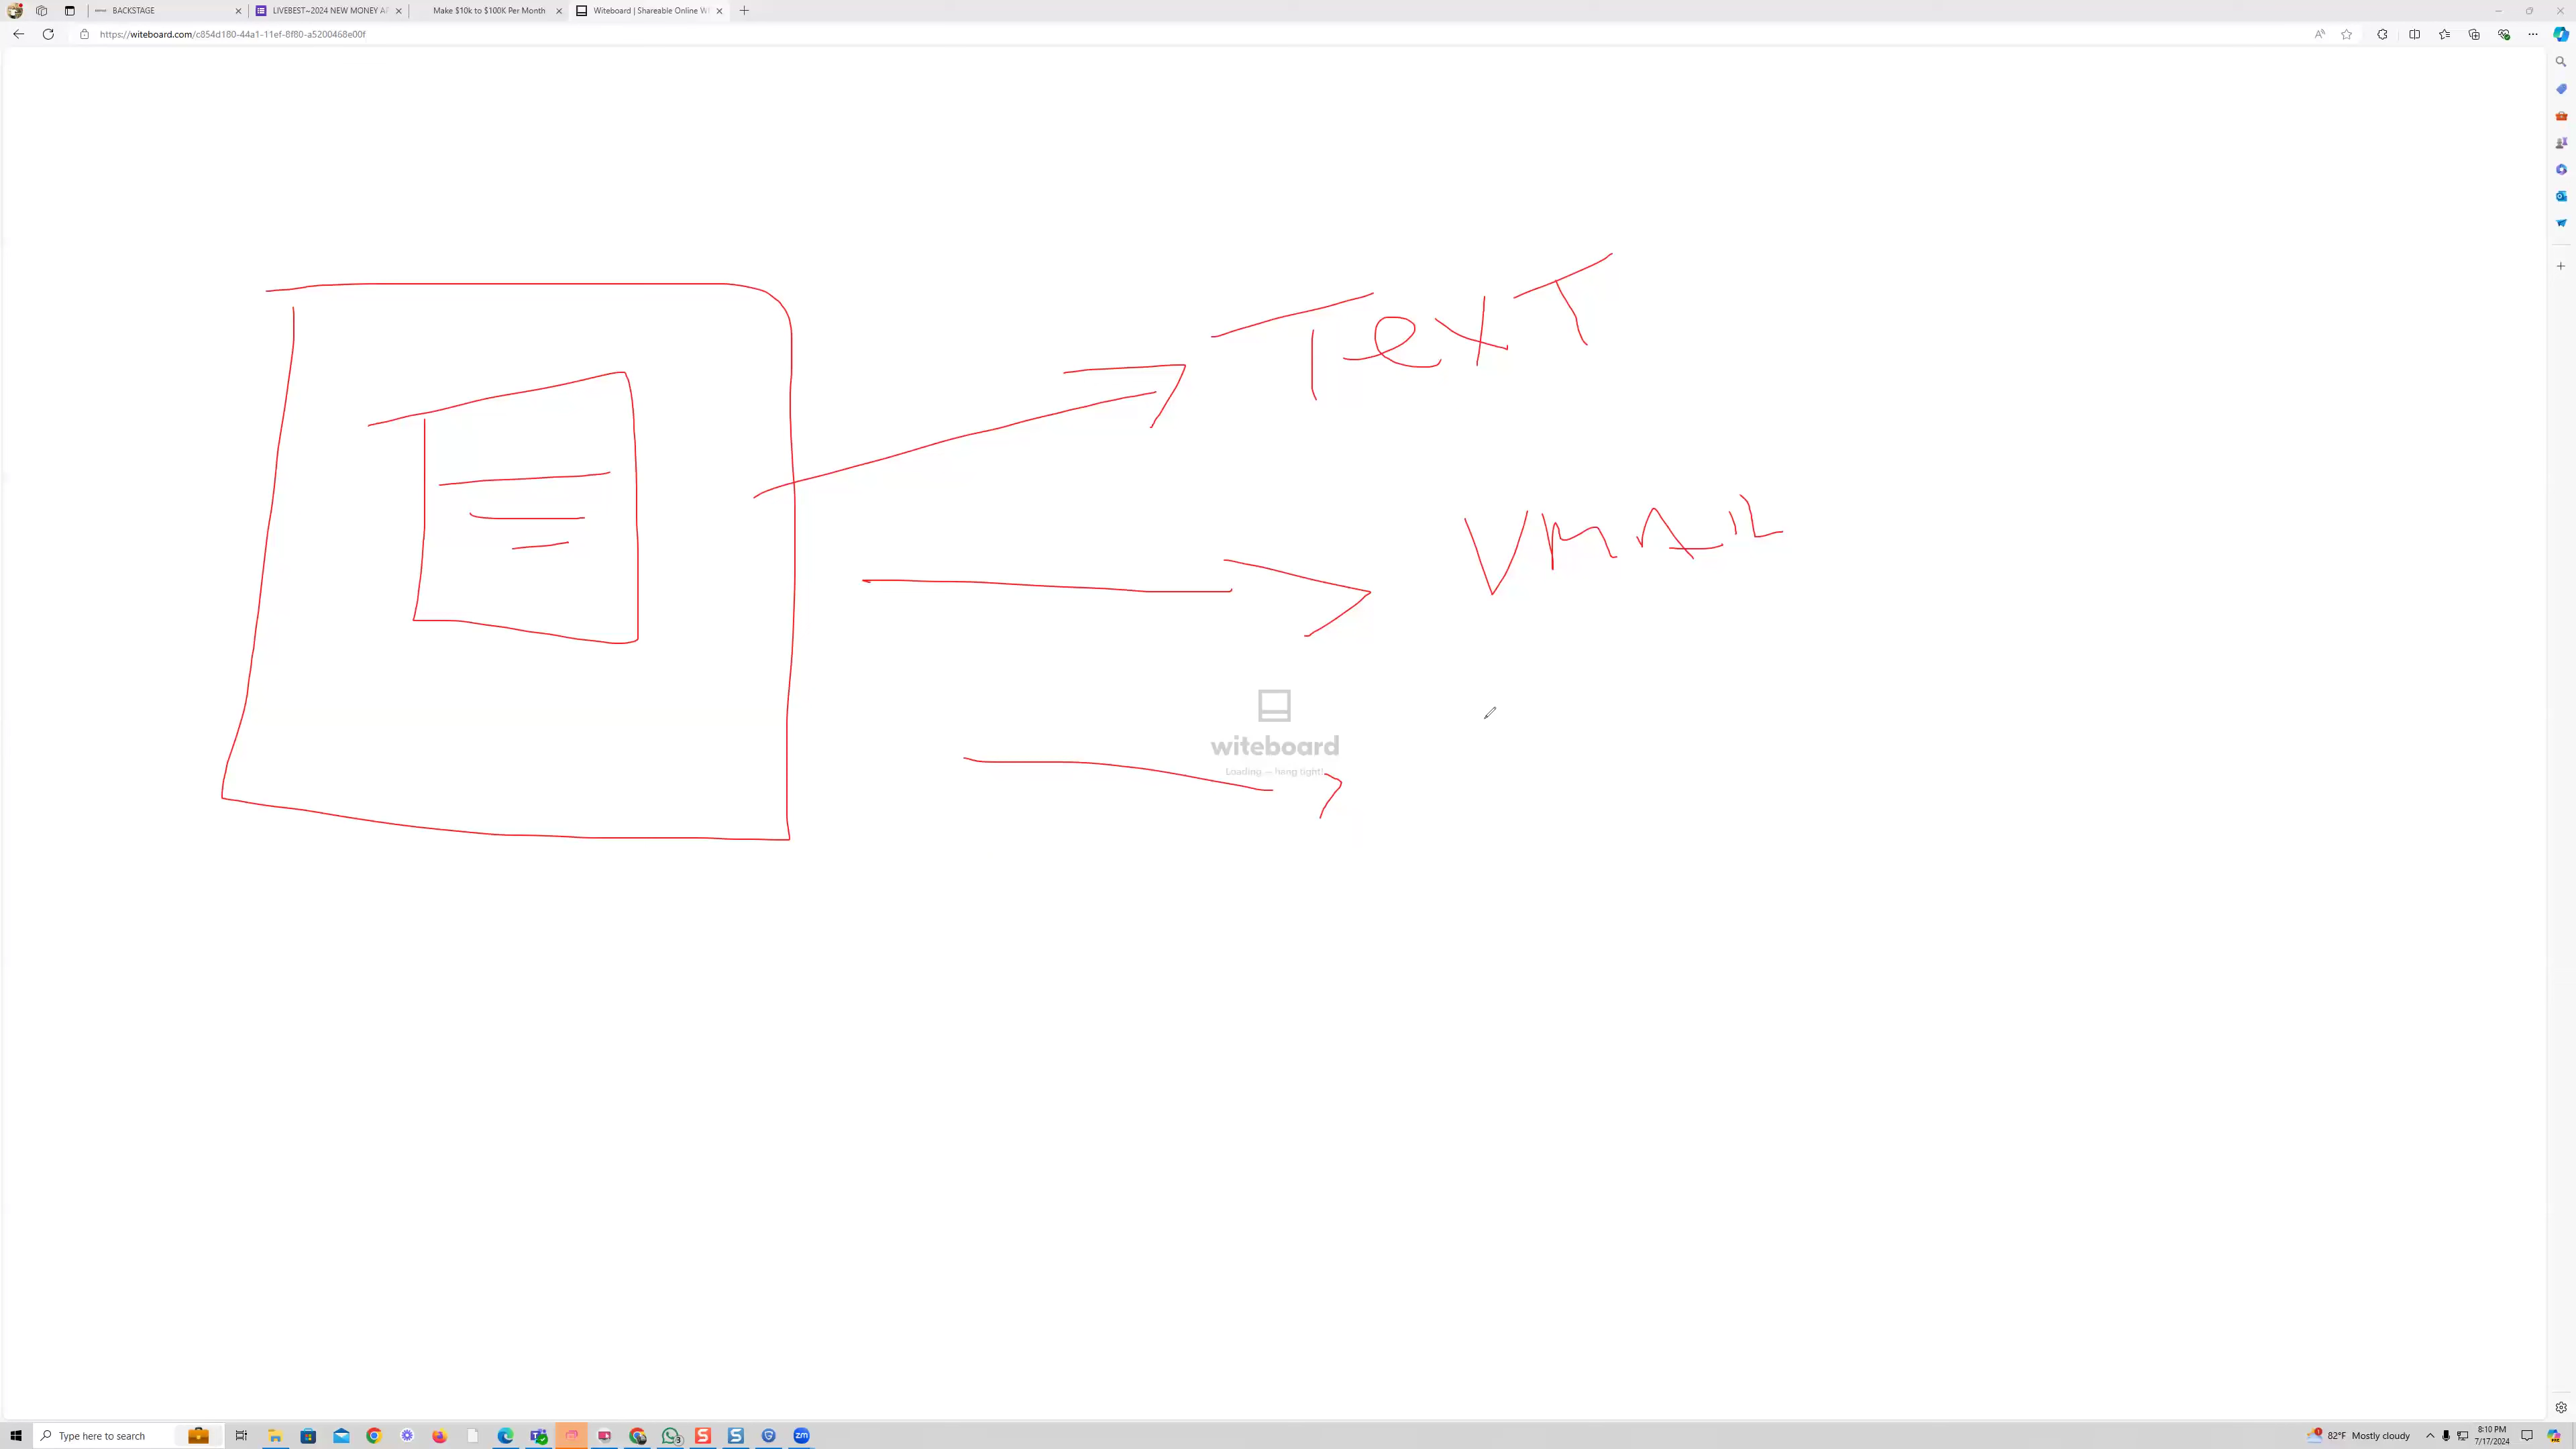 BACKSTAGE
LIVEBEST~2024 NEW MONEY A
Make $10k to $100K Per Month
Witeboard | Shareable Online W
https://witeboard.com/c854d180-44a1-11ef-8f80-a5200468e00f
TexT
VMAIL
witeboard
Loading — hang tight!
Type here to search
82°F Mostly cloudy
8:10 PM
7/17/2024